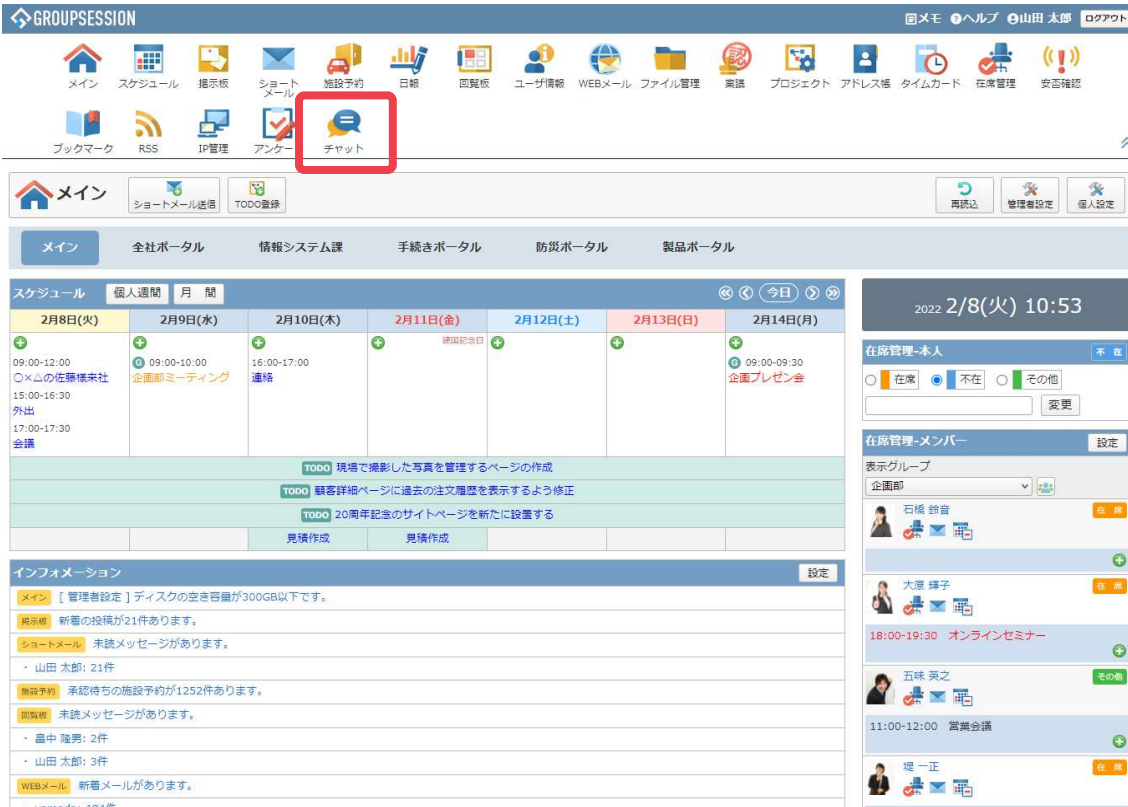 GROUPSESSION
メモ ヘルプ 山田 太郎 ログアウト
メイン スケジュール 掲示板 ショートメール 施設予約 日報 回覧板 ユーザ情報 WEBメール ファイル管理 稟議 プロジェクト アドレス帳 タイムカード 在席管理 安否確認
ブックマーク RSS IP管理 アンケー チャット
メイン ショートメール送信 TODO登録 再読込 管理者設定 個人設定
メイン 全社ポータル 情報システム課 手続きポータル 防災ポータル 製品ポータル
スケジュール 個人週間 月 間 今日
2月8日(火) 2月9日(水) 2月10日(木) 2月11日(金) 2月12日(土) 2月13日(日) 2月14日(月)
建国記念日
09:00-12:00 G 09:00-10:00 16:00-17:00 G 09:00-09:30
○×△の佐藤様来社 企画部ミーティング 連絡 企画プレゼン会
15:00-16:30
外出
17:00-17:30
会議
TODO 現場で撮影した写真を管理するページの作成
TODO 顧客詳細ページに過去の注文履歴を表示するよう修正
TODO 20周年記念のサイトページを新たに設置する
見積作成 見積作成
インフォメーション 設定
メイン [ 管理者設定 ] ディスクの空き容量が300GB以下です。
掲示板 新着の投稿が21件あります。
ショートメール 未読メッセージがあります。
・ 山田 太郎: 21件
施設予約 承認待ちの施設予約が1252件あります。
回覧板 未読メッセージがあります。
・ 畠中 隆男: 2件
・ 山田 太郎: 3件
WEBメール 新着メールがあります。
2022 2/8(火) 10:53
在席管理-本人 不 在
在席 不在 その他
変更
在席管理-メンバー 設定
表示グループ
企画部
石橋 鈴音 在 席
大原 輝子 在 席
18:00-19:30 オンラインセミナー
五味 英之 その他
11:00-12:00 営業会議
堤 一正 在 席